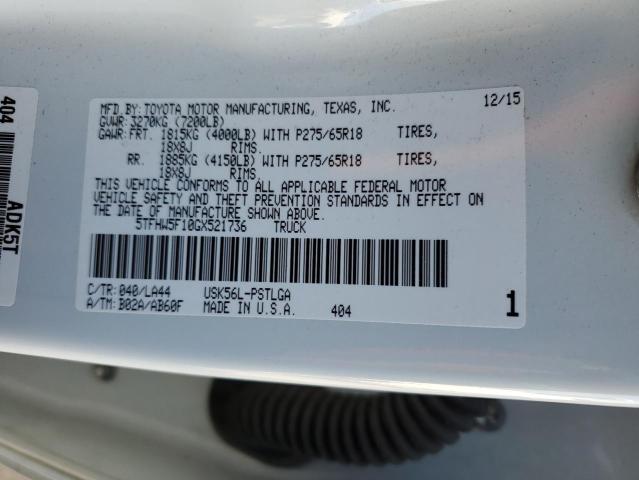 MFD.BY:TOYOTA MOTOR MANUFACTURING, TEXAS, INC. 12/15
GVWR:3270KG (7200LB)
GAWR:FRT. 1815KG (4000LB) WITH P275/65R18 TIRES,
18X8J RIMS.
RR. 1885KG (4150LB) WITH P275/65R18 TIRES,
18X8J RIMS.
THIS VEHICLE CONFORMS TO ALL APPLICABLE FEDERAL MOTOR
VEHICLE SAFETY AND THEFT PREVENTION STANDARDS IN EFFECT ON
THE DATE OF MANUFACTURE SHOWN ABOVE.
5TFHW5F10GX521736 TRUCK
C/TR:040/LA44 USK56L-PSTLGA
A/TM:B02A/AB60F MADE IN U.S.A. 404 1
404
ADK5T